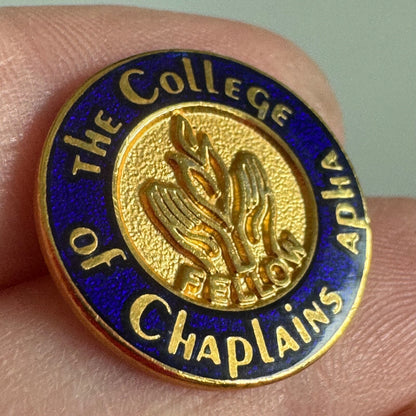 THE COLLEGE
of CHAPLAINS APHA
FELLOW